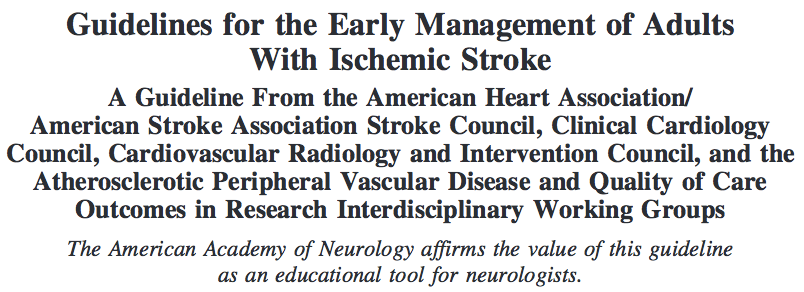 Guidelines for the Early Management of Adults
With Ischemic Stroke
A Guideline From the American Heart Association/
American Stroke Association Stroke Council, Clinical Cardiology
Council, Cardiovascular Radiology and Intervention Council, and the
Atherosclerotic Peripheral Vascular Disease and Quality of Care
Outcomes in Research Interdisciplinary Working Groups
The American Academy of Neurology affirms the value of this guideline
as an educational tool for neurologists.